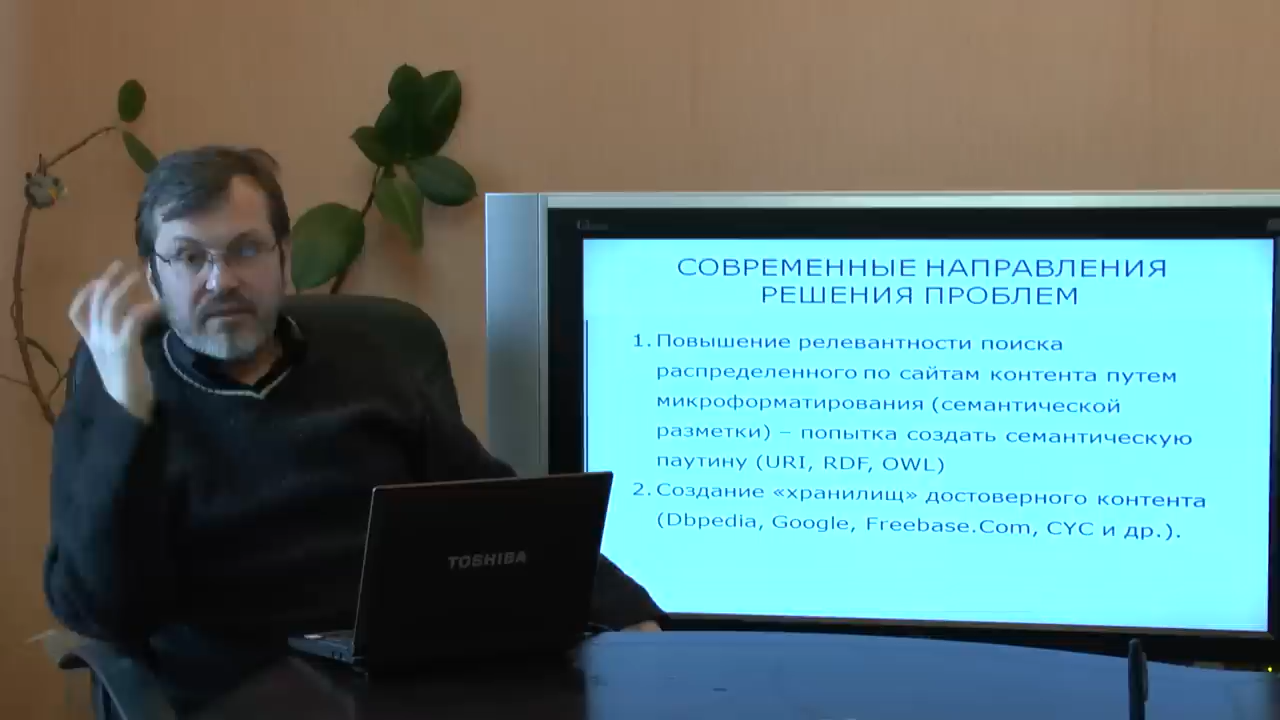 СОВРЕМЕННЫЕ НАПРАВЛЕНИЯ
РЕШЕНИЯ ПРОБЛЕМ
1. Повышение релевантности поиска
распределенного по сайтам контента путем
микроформатирования (семантической
разметки) – попытка создать семантическую
паутину (URI, RDF, OWL)
2. Создание «хранилищ» достоверного контента
(Dbpedia, Google, Freebase.Com, CYC и др.).
TOSHIBA